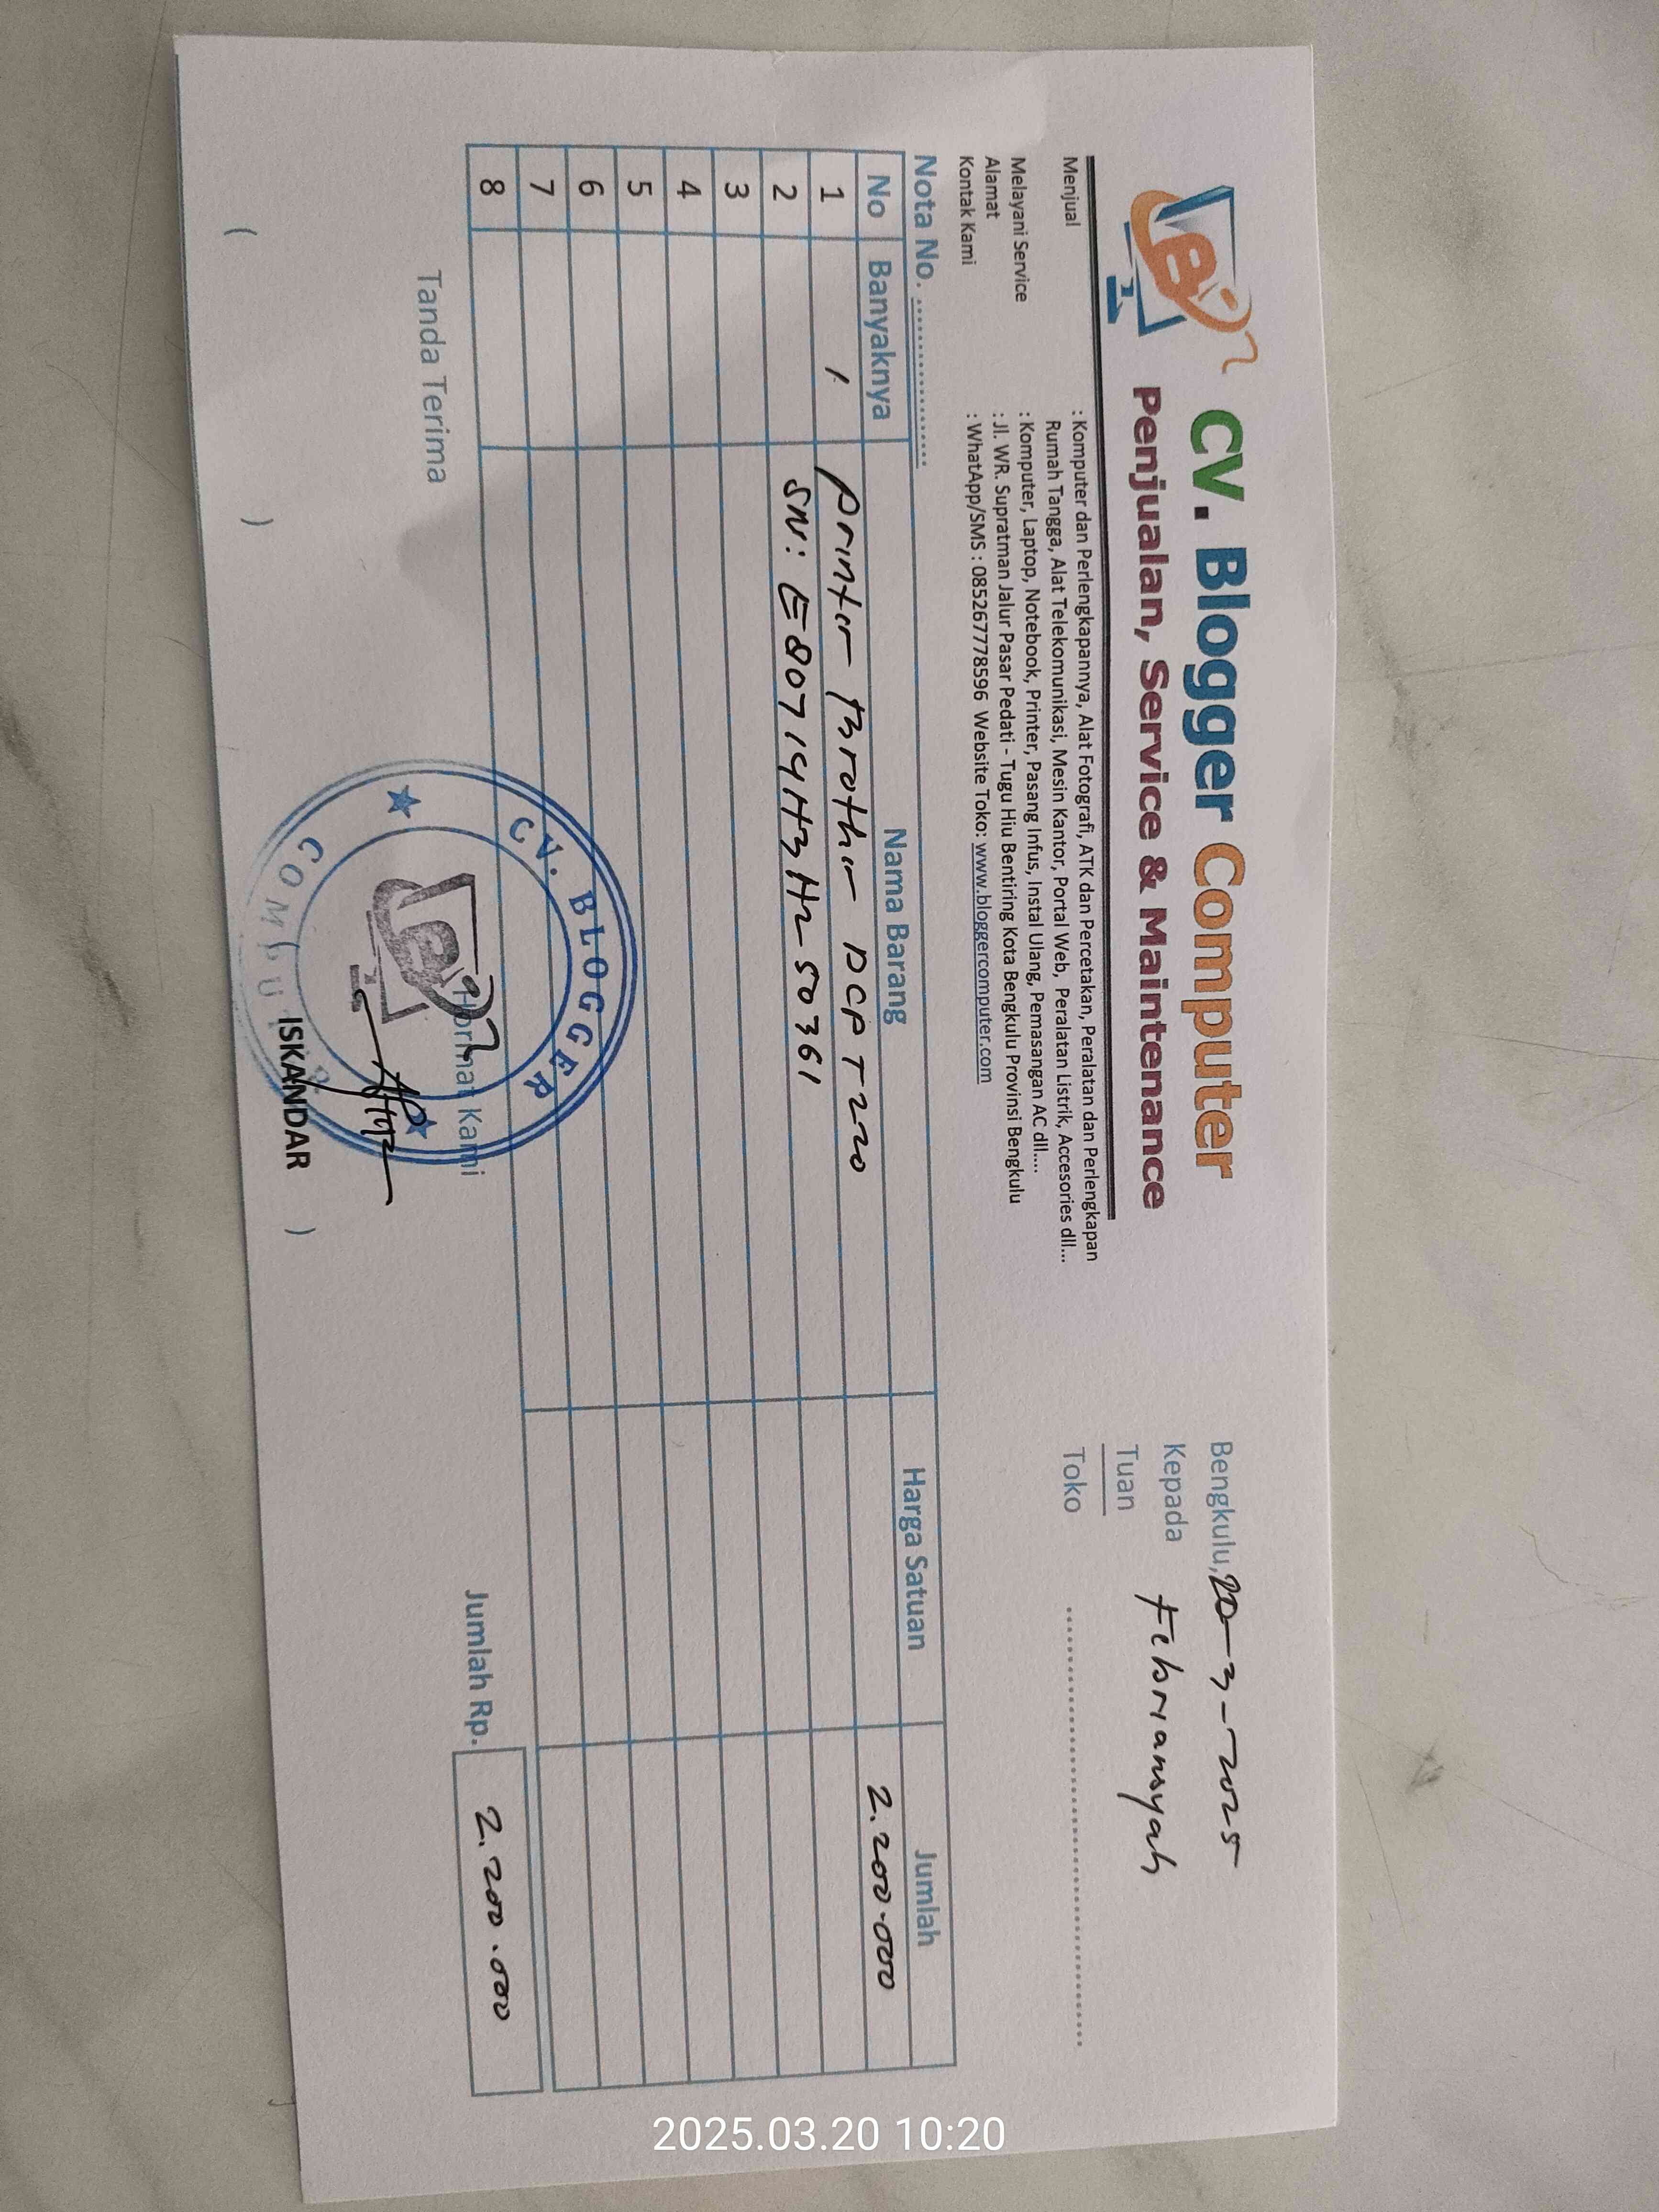 CV. Blogger Computer
Penjualan, Service & Maintenance
Menjual : Komputer dan Perlengkapannya, Alat Fotografi, ATK dan Percetakan, Peralatan dan Perlengkapan
Rumah Tangga, Alat Telekomunikasi, Mesin Kantor, Portal Web, Peralatan Listrik, Accesories dll...
Melayani Service : Komputer, Laptop, Notebook, Printer, Pasang Infus, Instal Ulang, Pemasangan AC dll....
Alamat : Jl. WR. Supratman Jalur Pasar Pedati - Tugu Hiu Bentiring Kota Bengkulu Provinsi Bengkulu
Kontak Kami : WhatApp/SMS : 085267778596 Website Toko: www.bloggercomputer.com
Bengkulu, 20-3-2025
Kepada
Tuan Febriansyah
Toko ..........
Nota No. ..........
No Banyaknya Nama Barang Harga Satuan Jumlah
1 1 Printer Brother DCP T220 2.200.000
2 SN: E80719H3H250361
3
4
5
6
7
8
Jumlah Rp. 2.200.000
Tanda Terima Hormat Kami
CV. BLOGGER
( ) ( ISKANDAR )
2025.03.20 10:20